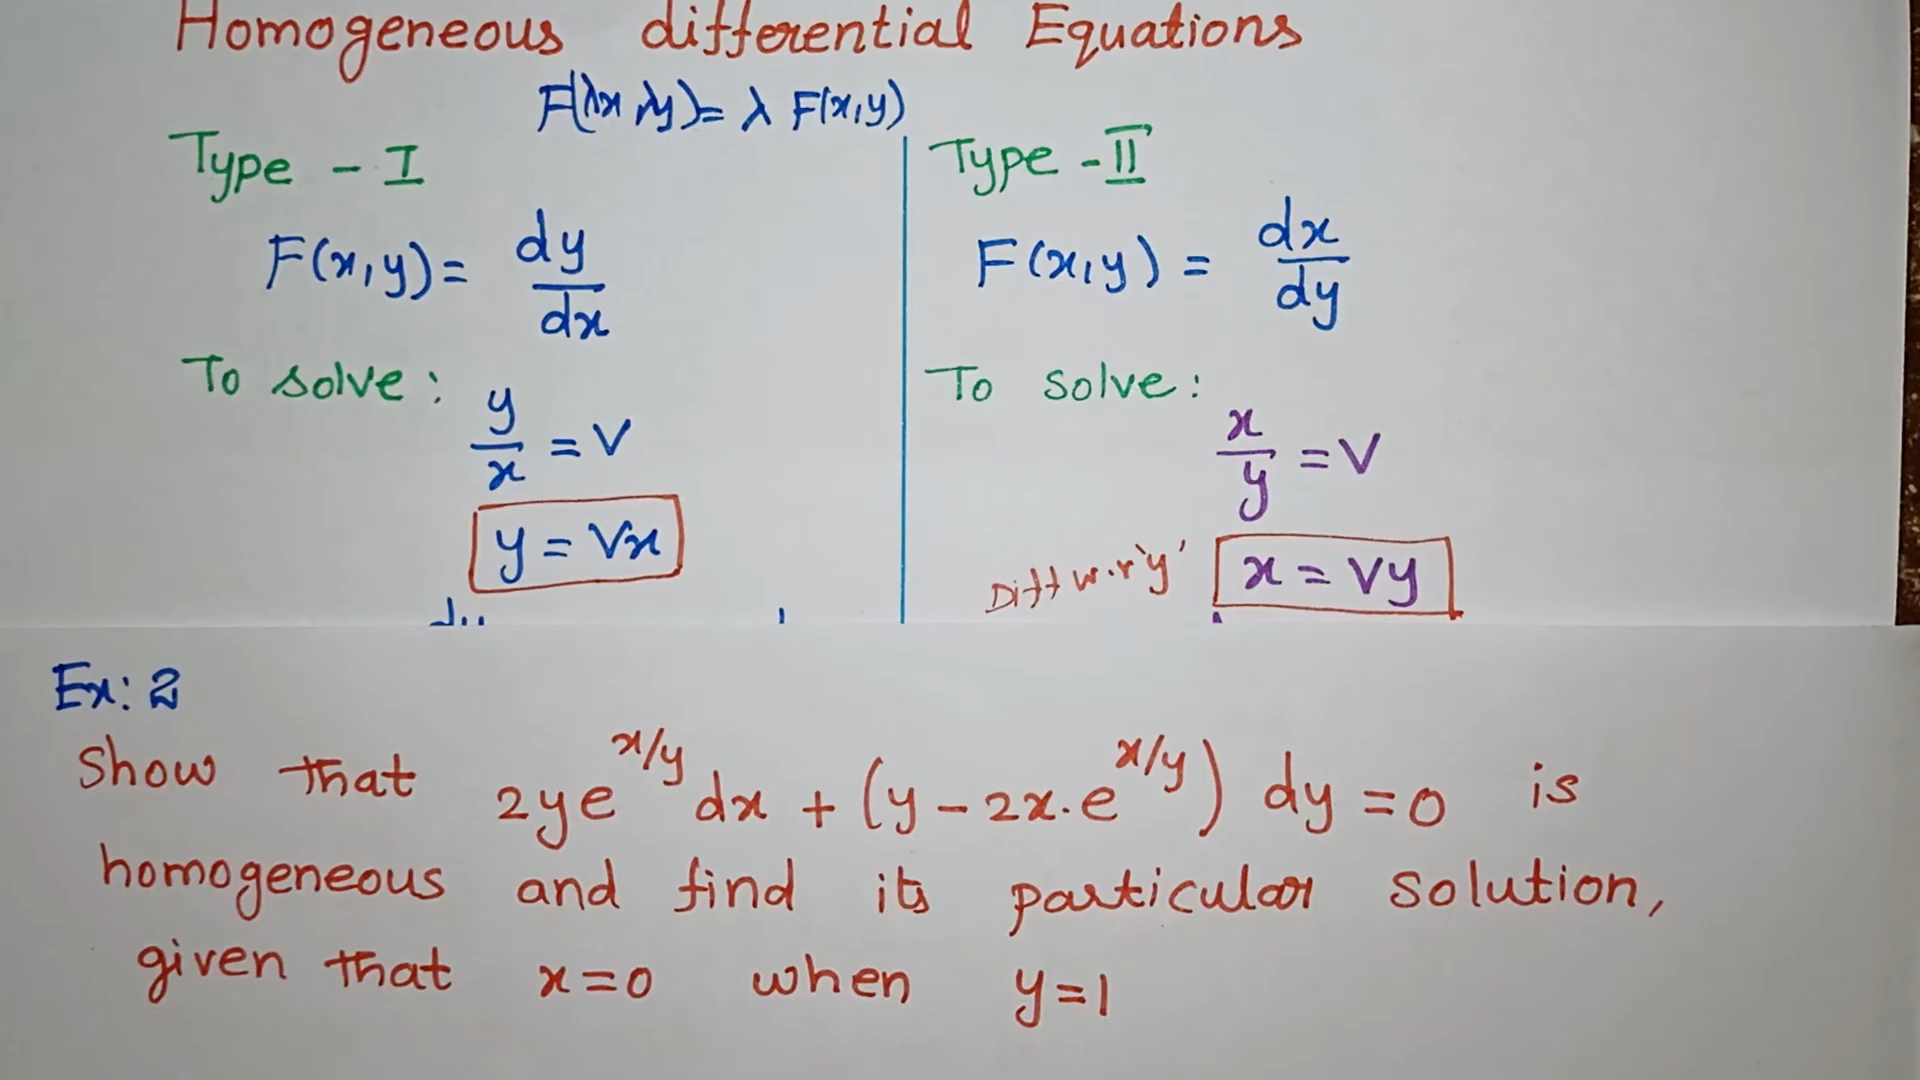 Homogeneous differential Equations
F(λx, λy) = λ F(x,y)
Type - I
F(x,y) = dy/dx
To solve :
y/x = v
y = vx
Type - II
F(x,y) = dx/dy
To solve :
x/y = v
Diff w.r 'y' x = vy
Ex: 2
Show that 2ye^x/y dx + (y - 2x.e^x/y) dy = 0 is
homogeneous and find its particular solution,
given that x=0 when y=1